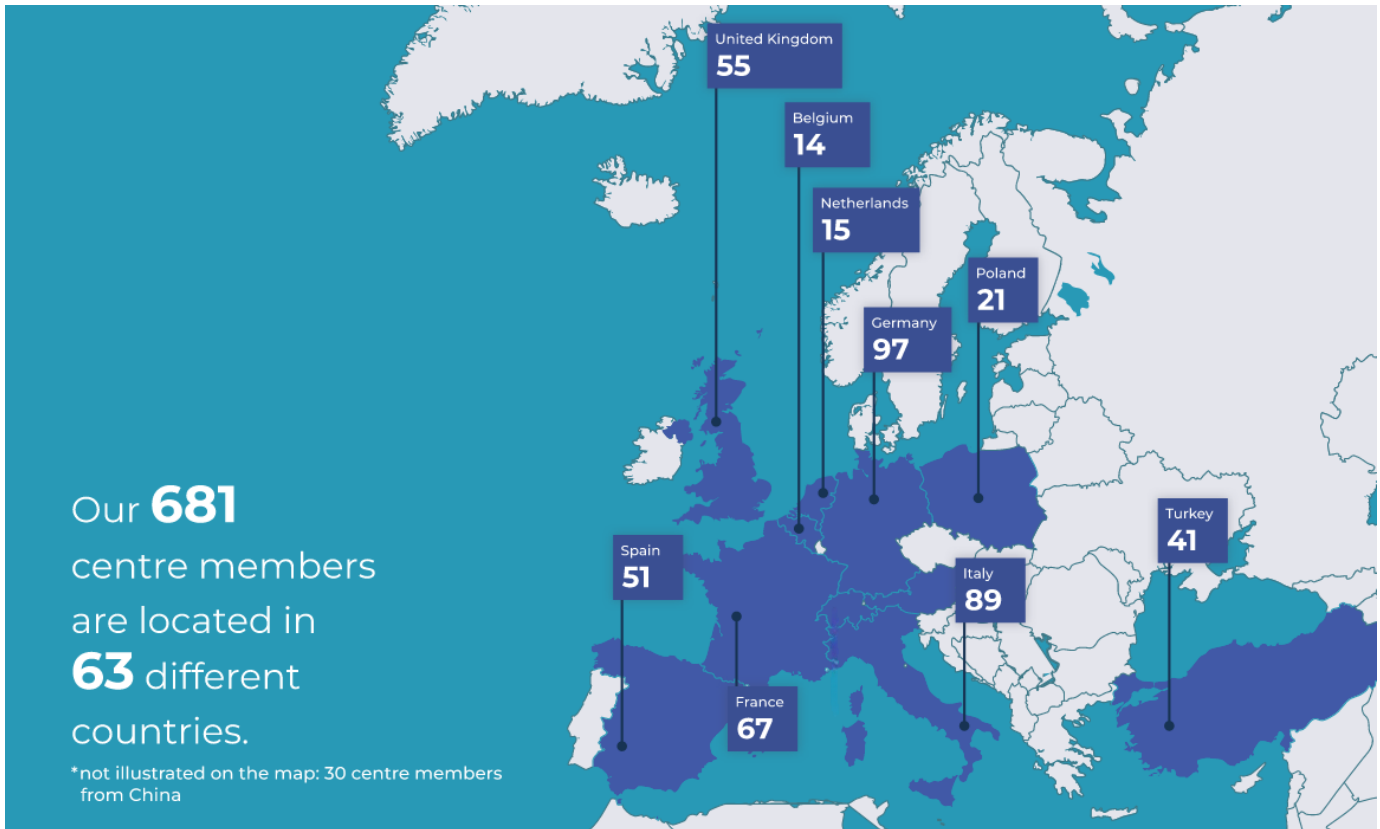 United Kingdom
55
Belgium
14
Netherlands
15
Poland
21
Germany
97
Turkey
41
Spain
51
Italy
89
France
67
Our 681
centre members
are located in
63 different
countries.
*not illustrated on the map: 30 centre members
from China